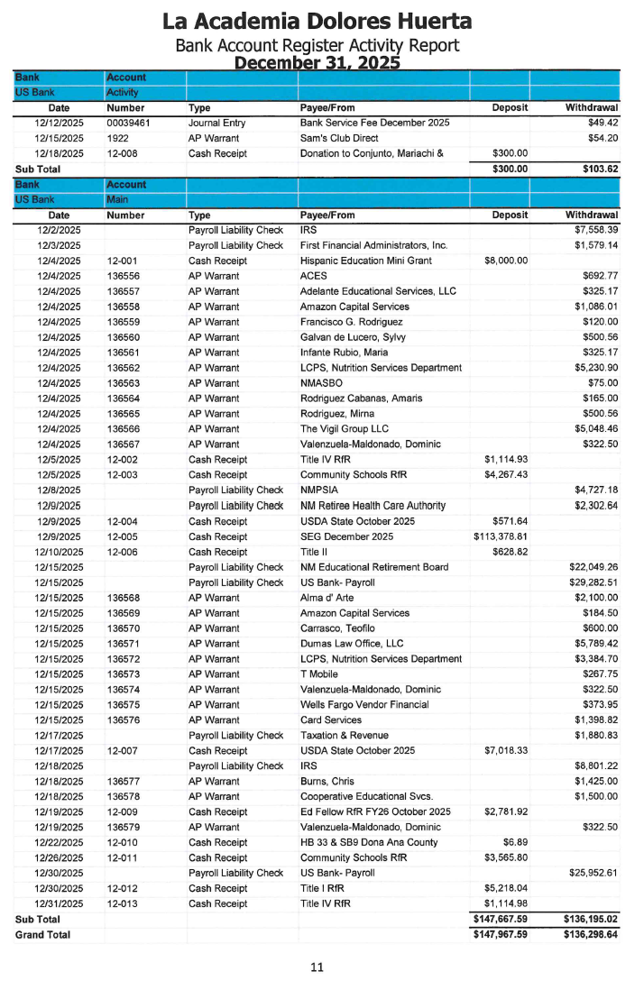 La Academia Dolores Huerta
Bank Account Register Activity Report
December 31, 2025
Bank Account
US Bank Activity
Date Number Type Payee/From Deposit Withdrawal
12/12/2025 00039461 Journal Entry Bank Service Fee December 2025 $49.42
12/15/2025 1922 AP Warrant Sam's Club Direct $54.20
12/18/2025 12-008 Cash Receipt Donation to Conjunto, Mariachi & $300.00
Sub Total $300.00 $103.62
Bank Account
US Bank Main
Date Number Type Payee/From Deposit Withdrawal
12/2/2025 Payroll Liability Check IRS $7,558.39
12/3/2025 Payroll Liability Check First Financial Administrators, Inc. $1,579.14
12/4/2025 12-001 Cash Receipt Hispanic Education Mini Grant $8,000.00
12/4/2025 136556 AP Warrant ACES $692.77
12/4/2025 136557 AP Warrant Adelante Educational Services, LLC $325.17
12/4/2025 136558 AP Warrant Amazon Capital Services $1,086.01
12/4/2025 136559 AP Warrant Francisco G. Rodriguez $120.00
12/4/2025 136560 AP Warrant Galvan de Lucero, Sylvy $500.56
12/4/2025 136561 AP Warrant Infante Rubio, Maria $325.17
12/4/2025 136562 AP Warrant LCPS, Nutrition Services Department $5,230.90
12/4/2025 136563 AP Warrant NMASBO $75.00
12/4/2025 136564 AP Warrant Rodriguez Cabanas, Amaris $165.00
12/4/2025 136565 AP Warrant Rodriguez, Mirna $500.56
12/4/2025 136566 AP Warrant The Vigil Group LLC $5,048.46
12/4/2025 136567 AP Warrant Valenzuela-Maldonado, Dominic $322.50
12/5/2025 12-002 Cash Receipt Title IV RfR $1,114.93
12/5/2025 12-003 Cash Receipt Community Schools RfR $4,267.43
12/8/2025 Payroll Liability Check NMPSIA $4,727.18
12/9/2025 Payroll Liability Check NM Retiree Health Care Authority $2,302.64
12/9/2025 12-004 Cash Receipt USDA State October 2025 $571.64
12/9/2025 12-005 Cash Receipt SEG December 2025 $113,378.81
12/10/2025 12-006 Cash Receipt Title II $628.82
12/15/2025 Payroll Liability Check NM Educational Retirement Board $22,049.26
12/15/2025 Payroll Liability Check US Bank- Payroll $29,282.51
12/15/2025 136568 AP Warrant Alma d' Arte $2,100.00
12/15/2025 136569 AP Warrant Amazon Capital Services $184.50
12/15/2025 136570 AP Warrant Carrasco, Teofilo $600.00
12/15/2025 136571 AP Warrant Dumas Law Office, LLC $5,789.42
12/15/2025 136572 AP Warrant LCPS, Nutrition Services Department $3,384.70
12/15/2025 136573 AP Warrant T Mobile $267.75
12/15/2025 136574 AP Warrant Valenzuela-Maldonado, Dominic $322.50
12/15/2025 136575 AP Warrant Wells Fargo Vendor Financial $373.95
12/15/2025 136576 AP Warrant Card Services $1,398.82
12/17/2025 Payroll Liability Check Taxation & Revenue $1,880.83
12/17/2025 12-007 Cash Receipt USDA State October 2025 $7,018.33
12/18/2025 Payroll Liability Check IRS $8,801.22
12/18/2025 136577 AP Warrant Burns, Chris $1,425.00
12/18/2025 136578 AP Warrant Cooperative Educational Svcs. $1,500.00
12/19/2025 12-009 Cash Receipt Ed Fellow RfR FY26 October 2025 $2,781.92
12/19/2025 136579 AP Warrant Valenzuela-Maldonado, Dominic $322.50
12/22/2025 12-010 Cash Receipt HB 33 & SB9 Dona Ana County $6.89
12/26/2025 12-011 Cash Receipt Community Schools RfR $3,565.80
12/30/2025 Payroll Liability Check US Bank- Payroll $25,952.61
12/30/2025 12-012 Cash Receipt Title I RfR $5,218.04
12/31/2025 12-013 Cash Receipt Title IV RfR $1,114.98
Sub Total $147,667.59 $136,195.02
Grand Total $147,967.59 $136,298.64
11